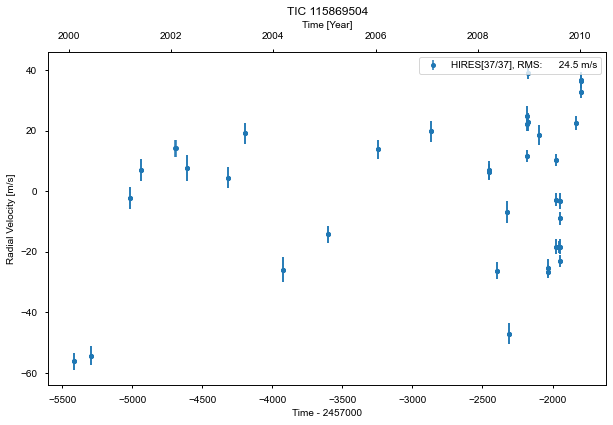 TIC 115869504
Time [Year]
2000 2002 2004 2006 2008 2010
HIRES[37/37], RMS: 24.5 m/s
40
20
0
−20
−40
−60
Radial Velocity [m/s]
−5500 −5000 −4500 −4000 −3500 −3000 −2500 −2000
Time - 2457000